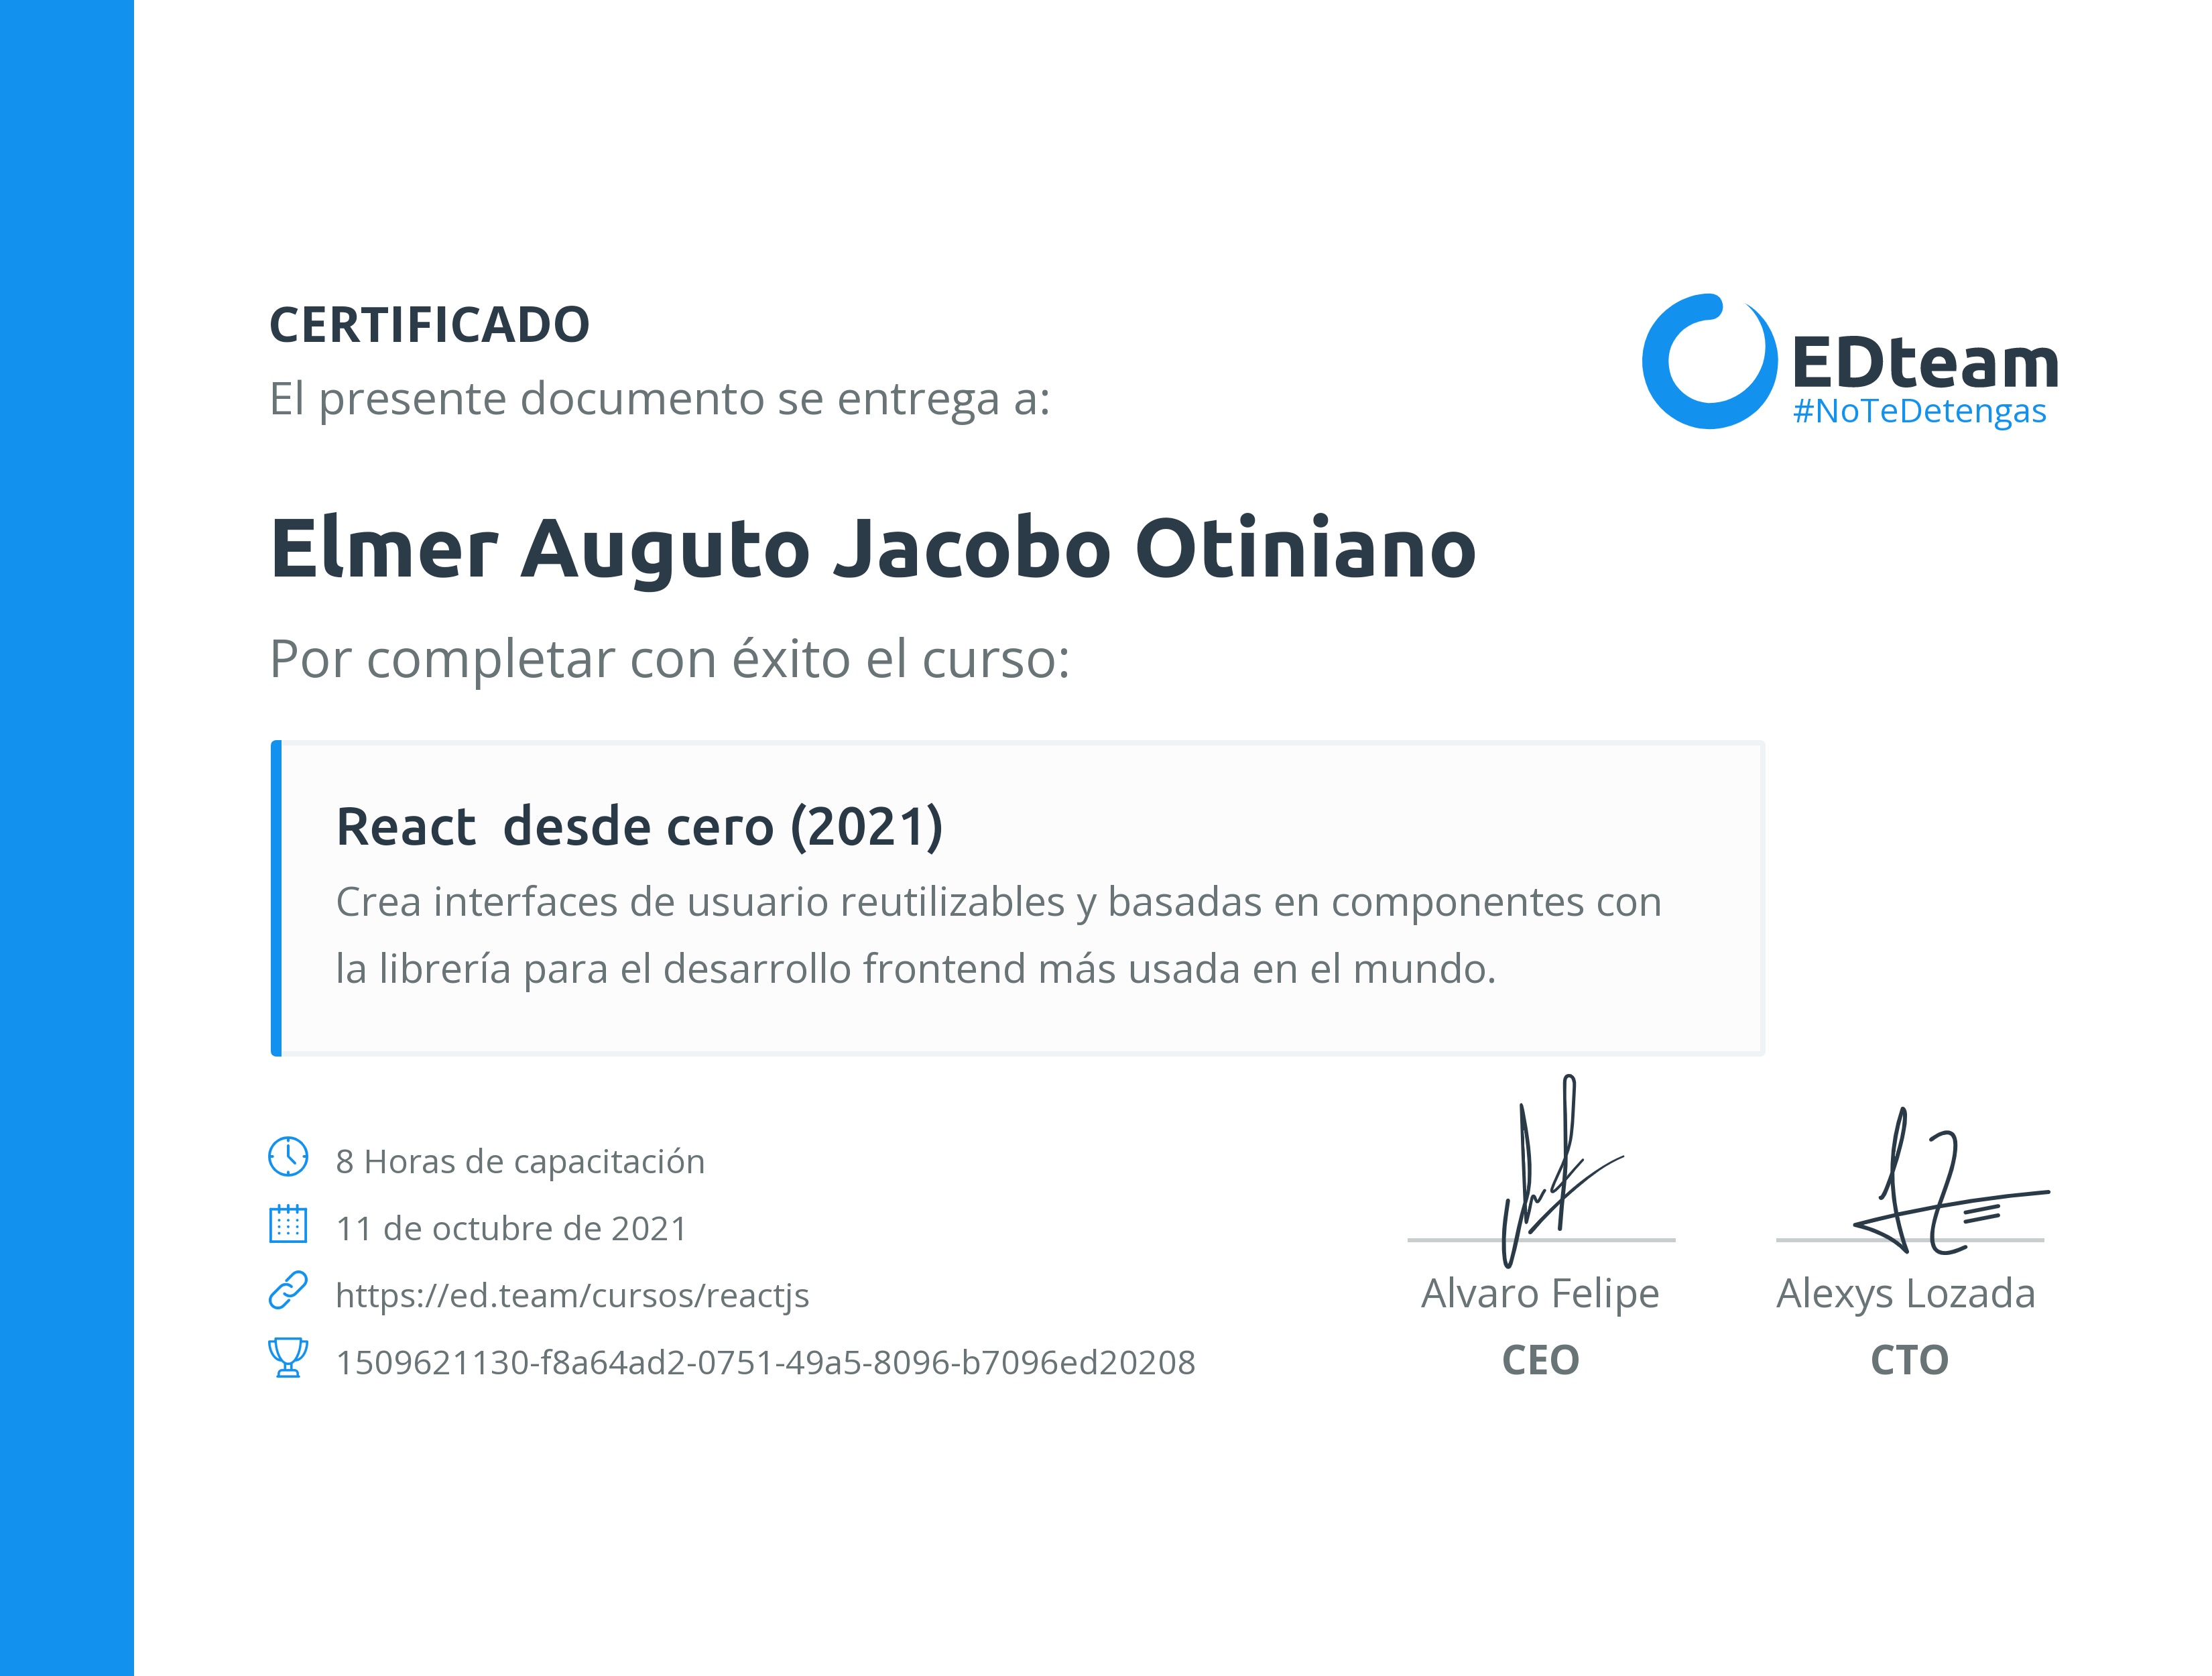 CERTIFICADO
El presente documento se entrega a:
EDteam
#NoTeDetengas
Elmer Auguto Jacobo Otiniano
Por completar con éxito el curso:
React desde cero (2021)
Crea interfaces de usuario reutilizables y basadas en componentes con
la librería para el desarrollo frontend más usada en el mundo.
8 Horas de capacitación
11 de octubre de 2021
https://ed.team/cursos/reactjs
1509621130-f8a64ad2-0751-49a5-8096-b7096ed20208
Alvaro Felipe
CEO
Alexys Lozada
CTO